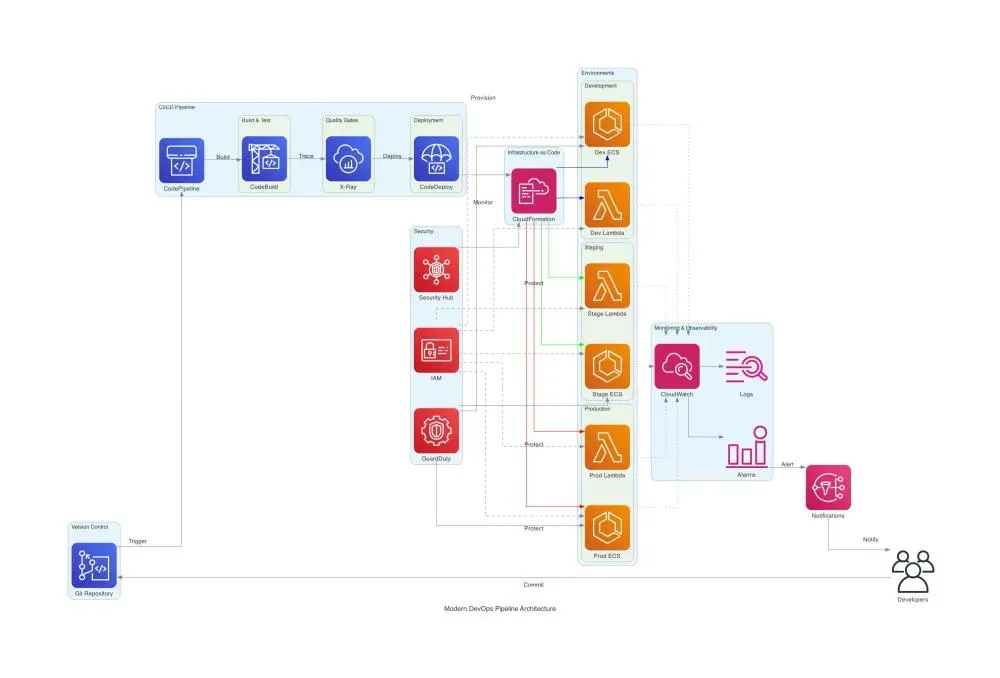 Environments
Development
Provision
CI/CD Pipeline
Build & Test
Quality Gates
Deployment
Dev ECS
Infrastructure as Code
Build
Trace
Deploy
CodePipeline
CodeBuild
X-Ray
CodeDeploy
Monitor
CloudFormation
Dev Lambda
Security
Staging
Protect
Security Hub
Stage Lambda
Monitoring & Observability
IAM
Stage ECS
CloudWatch
Logs
Production
Protect
GuardDuty
Prod Lambda
Alarms
Alert
Notifications
Version Control
Protect
Trigger
Notify
Prod ECS
Git Repository
Commit
Developers
Modern DevOps Pipeline Architecture